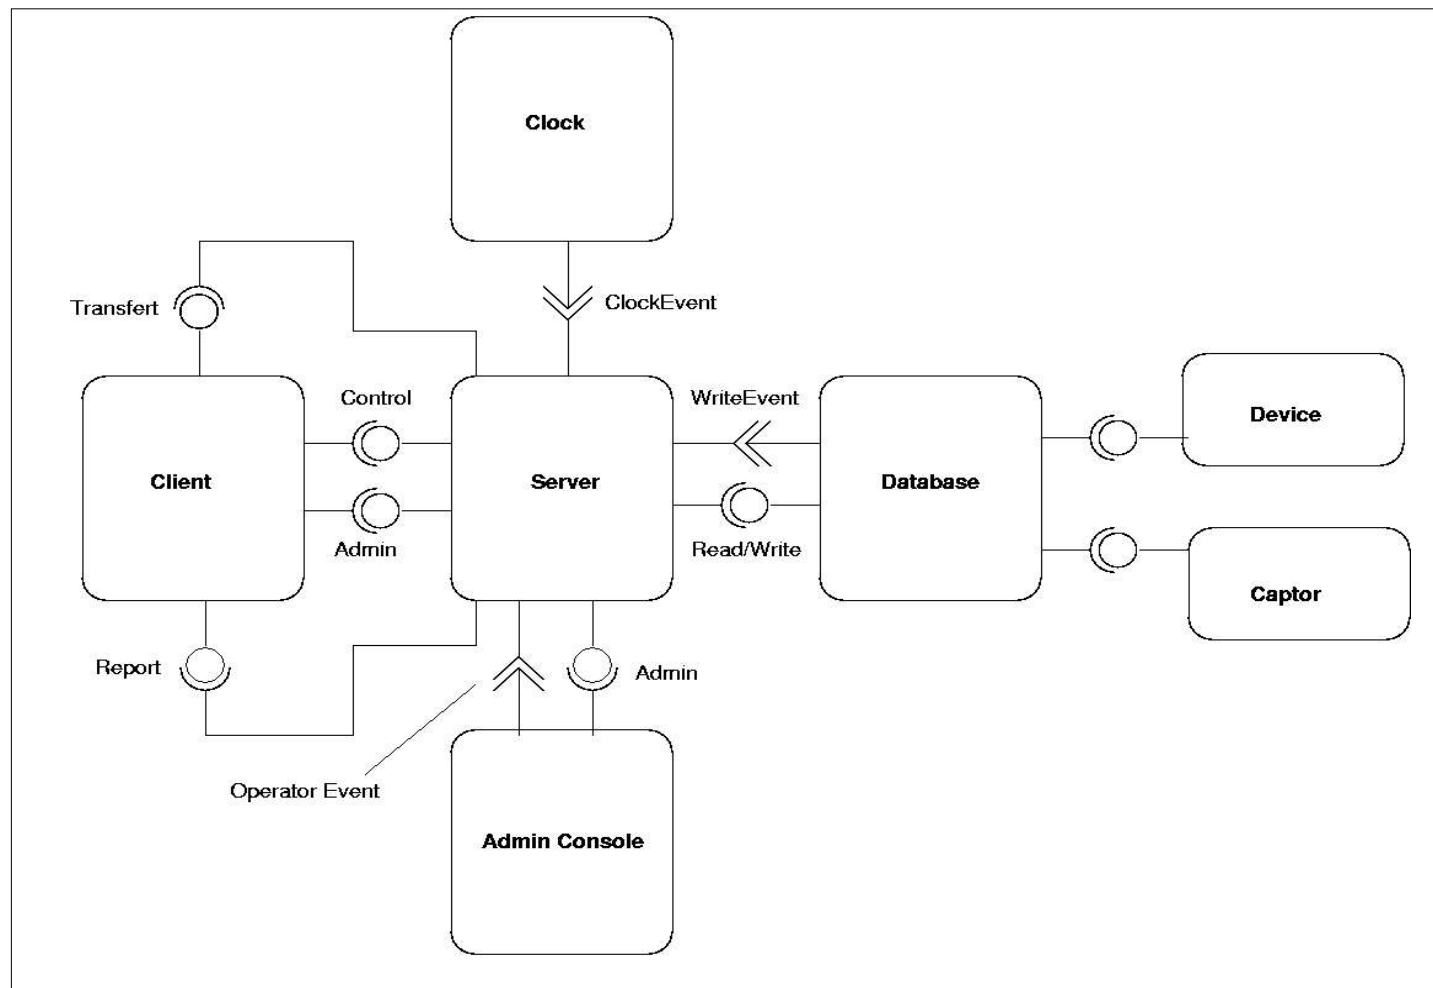 Clock
Transfert
ClockEvent
Control
WriteEvent
Device
Client
Server
Database
Admin
Read/Write
Captor
Report
Admin
Operator Event
Admin Console